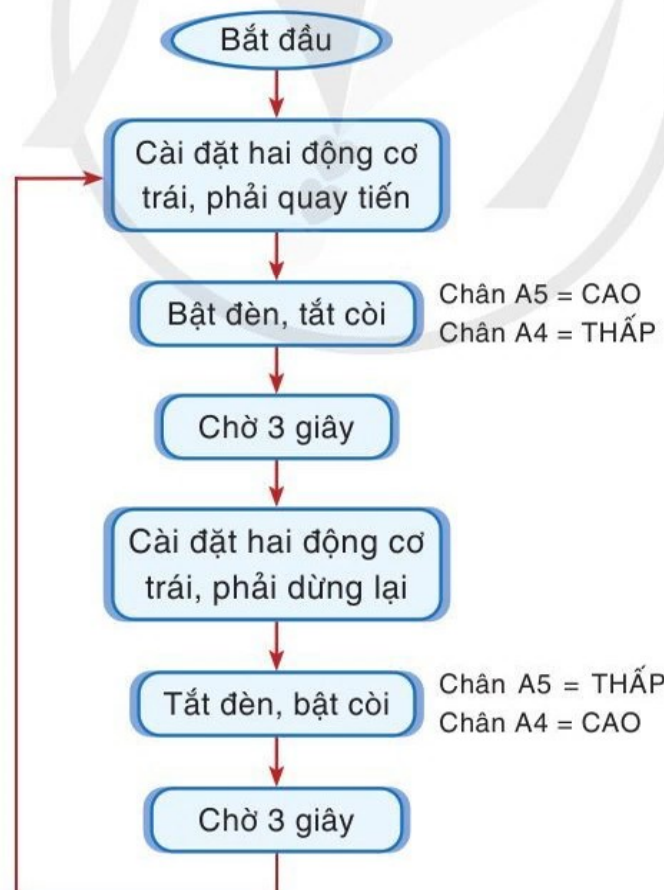 Bắt đầu
Cài đặt hai động cơ
trái, phải quay tiến
Bật đèn, tắt còi
Chân A5 = CAO
Chân A4 = THẤP
Chờ 3 giây
Cài đặt hai động cơ
trái, phải dừng lại
Tắt đèn, bật còi
Chân A5 = THẤP
Chân A4 = CAO
Chờ 3 giây